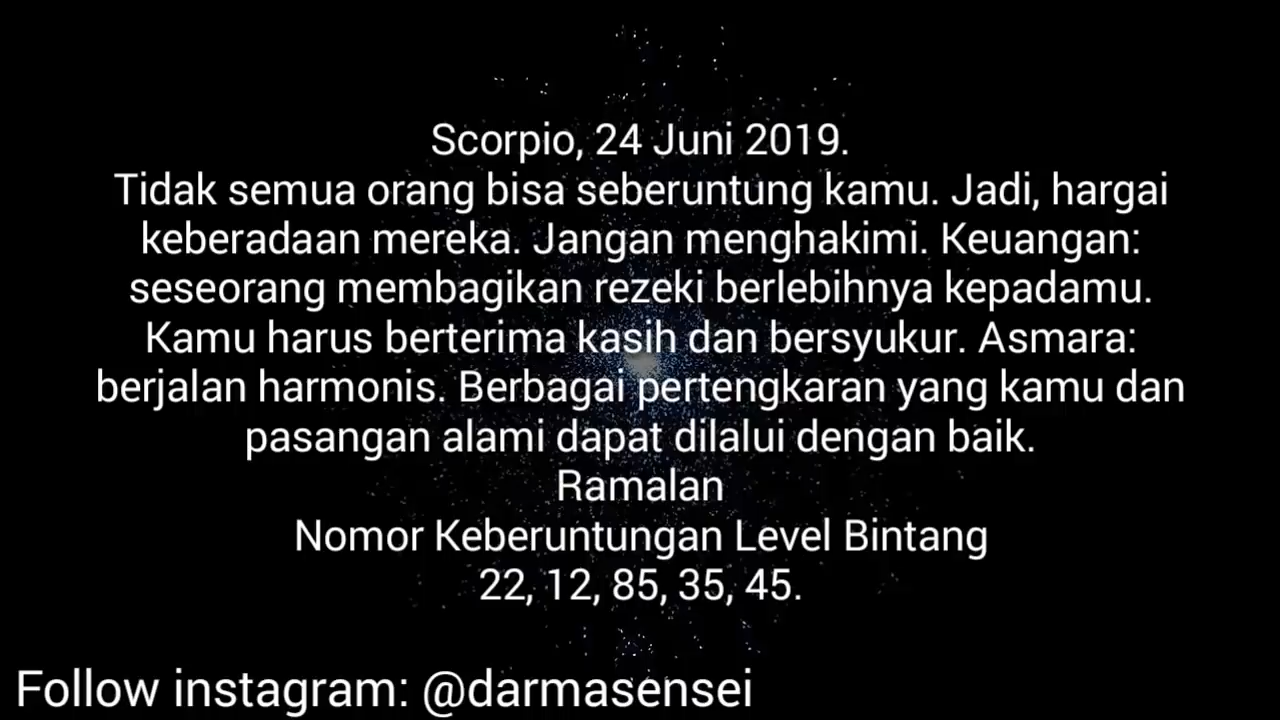 Scorpio, 24 Juni 2019.
Tidak semua orang bisa seberuntung kamu. Jadi, hargai
keberadaan mereka. Jangan menghakimi. Keuangan:
seseorang membagikan rezeki berlebihnya kepadamu.
Kamu harus berterima kasih dan bersyukur. Asmara:
berjalan harmonis. Berbagai pertengkaran yang kamu dan
pasangan alami dapat dilalui dengan baik.
Ramalan
Nomor Keberuntungan Level Bintang
22, 12, 85, 35, 45.
Follow instagram: @darmasensei